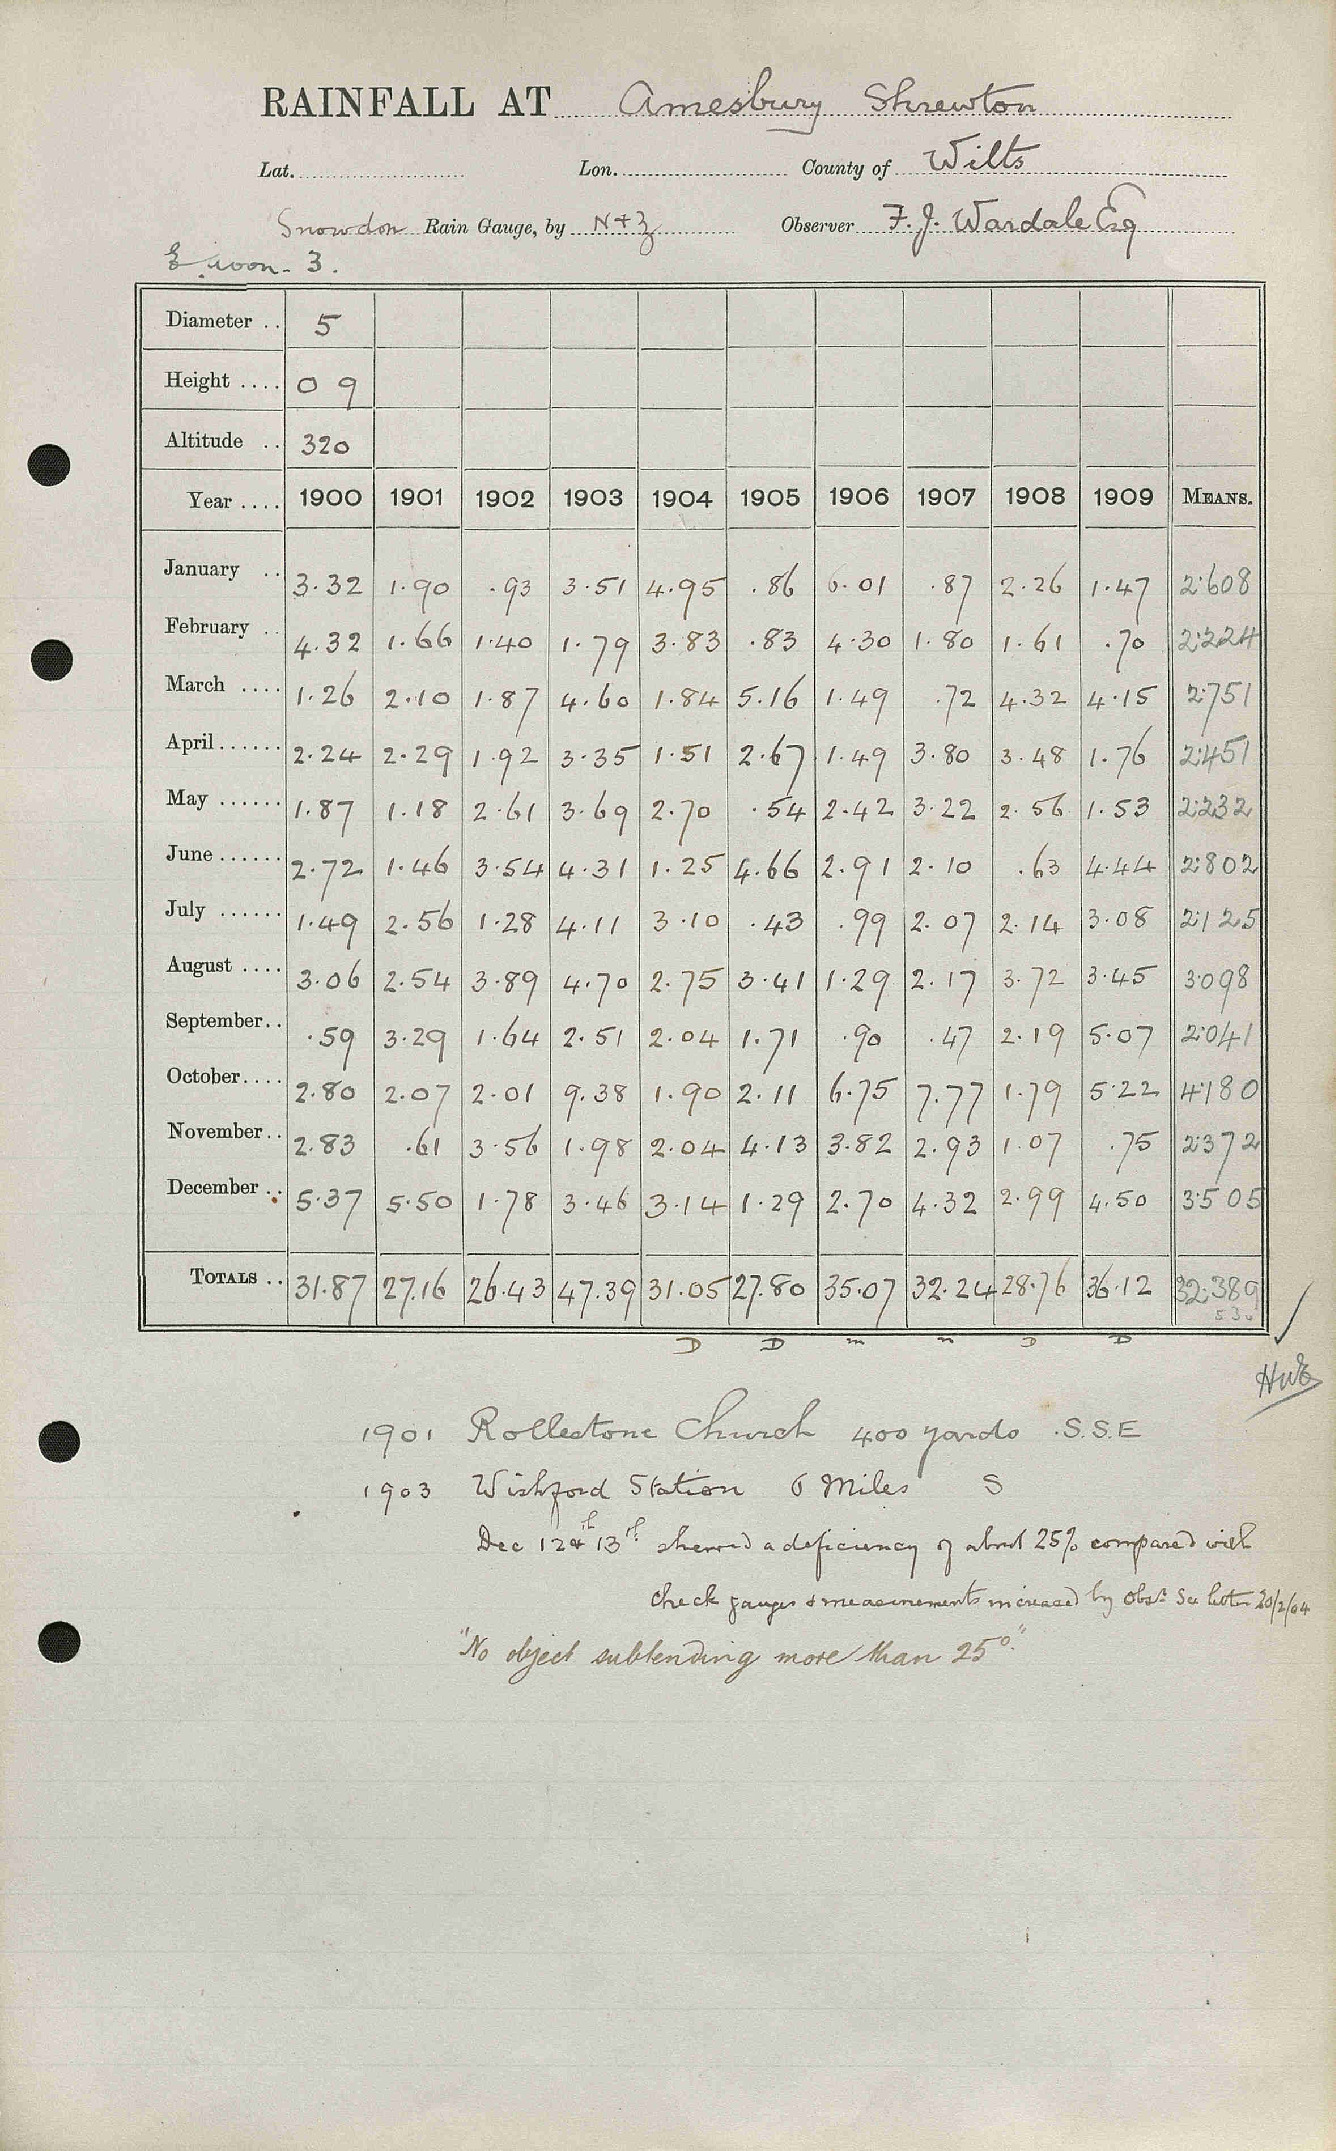 RAINFALL AT Amesbury Shrewton
Lat. Lon. County of Wilts
Snowdon Rain Gauge, by N+Z Observer F. J. Wardale Esq
3.
Diameter .. 5
Height .... 0 9
Altitude .. 320
Year .... 1900 1901 1902 1903 1904 1905 1906 1907 1908 1909 MEANS.
January .. 3.32 1.90 .93 3.51 4.95 .86 6.01 .87 2.26 1.47 2.608
February .. 4.32 1.66 1.40 1.79 3.83 .83 4.30 1.80 1.61 .70 2.224
March .... 1.26 2.10 1.87 4.60 1.84 5.16 1.49 .72 4.32 4.15 2.751
April ...... 2.24 2.29 1.92 3.35 1.51 2.67 1.49 3.80 3.48 1.76 2.451
May ...... 1.87 1.18 2.61 3.69 2.70 .54 2.42 3.22 2.56 1.53 2.232
June ...... 2.72 1.46 3.54 4.31 1.25 4.66 2.91 2.10 .63 4.44 2.802
July ...... 1.49 2.56 1.28 4.11 3.10 .43 .99 2.07 2.14 3.08 2.125
August .... 3.06 2.54 3.89 4.70 2.75 3.41 1.29 2.17 3.72 3.45 3.098
September.. .59 3.29 1.64 2.51 2.04 1.71 .90 .47 2.19 5.07 2.041
October.... 2.80 2.07 2.01 9.38 1.90 2.11 6.75 7.77 1.79 5.22 4.180
November.. 2.83 .61 3.56 1.98 2.04 4.13 3.82 2.93 1.07 .75 2.372
December .. 5.37 5.50 1.78 3.46 3.14 1.29 2.70 4.32 2.99 4.50 3.505
TOTALS .. 31.87 27.16 26.43 47.39 31.05 27.80 35.07 32.24 28.76 36.12 32.389
D D m m D D
1901 Rollestone Church 400 yards S.S.E
1903 Wishford Station 6 Miles S
Dec 12th & 13th shewed a deficiency of about 25% compared with
check gauges & measurements increased by Obsr. See letter 20/2/04
"No object subtending more than 25°."